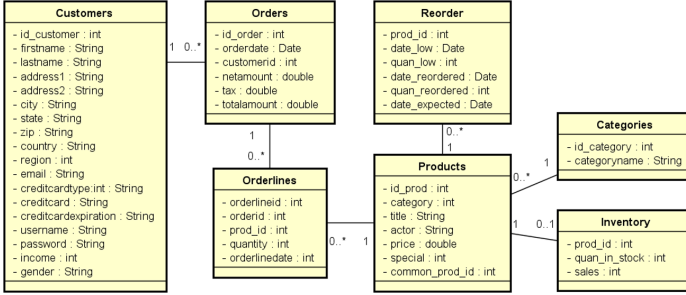 Customers
- id_customer : int
- firstname : String
- lastname : String
- address1 : String
- address2 : String
- city : String
- state : String
- zip : String
- country : String
- region : int
- email : String
- creditcardtype:int : String
- creditcard : String
- creditcardexpiration : String
- username : String
- password : String
- income : int
- gender : String
1 0..*
Orders
- id_order : int
- orderdate : Date
- customerid : int
- netamount : double
- tax : double
- totalamount : double
1
0..*
Orderlines
- orderlineid : int
- orderid : int
- prod_id : int
- quantity : int
- orderlinedate : int
0..* 1
Reorder
- prod_id : int
- date_low : Date
- quan_low : int
- date_reordered : Date
- quan_reordered : int
- date_expected : Date
0..*
1
Products
- id_prod : int
- category : int
- title : String
- actor : String
- price : double
- special : int
- common_prod_id : int
0..* 1
Categories
- id_category : int
- categoryname : String
1 0..1
Inventory
- prod_id : int
- quan_in_stock : int
- sales : int